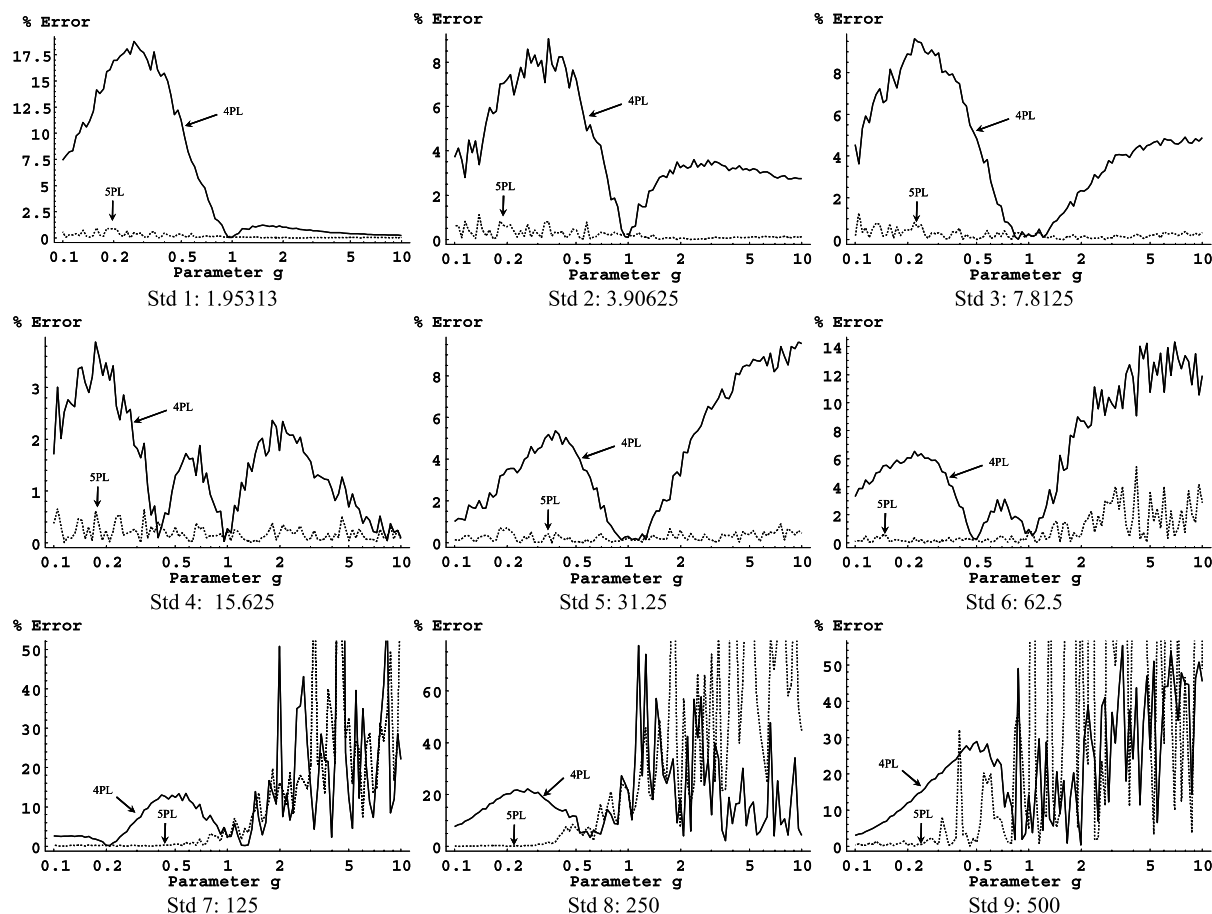 % Error
17.5
15
12.5
10
7.5
5
2.5
0
4PL
5PL
0.1 0.2 0.5 1 2 5 10
Parameter g
Std 1: 1.95313
% Error
8
6
4
2
0
4PL
5PL
0.1 0.2 0.5 1 2 5 10
Parameter g
Std 2: 3.90625
% Error
8
6
4
2
0
4PL
5PL
0.1 0.2 0.5 1 2 5 10
Parameter g
Std 3: 7.8125
% Error
3
2
1
0
4PL
5PL
0.1 0.2 0.5 1 2 5 10
Parameter g
Std 4: 15.625
% Error
8
6
4
2
0
4PL
5PL
0.1 0.2 0.5 1 2 5 10
Parameter g
Std 5: 31.25
% Error
14
12
10
8
6
4
2
0
4PL
5PL
0.1 0.2 0.5 1 2 5 10
Parameter g
Std 6: 62.5
% Error
50
40
30
20
10
0
4PL
5PL
0.1 0.2 0.5 1 2 5 10
Parameter g
Std 7: 125
% Error
60
40
20
0
4PL
5PL
0.1 0.2 0.5 1 2 5 10
Parameter g
Std 8: 250
% Error
50
40
30
20
10
0
4PL
5PL
0.1 0.2 0.5 1 2 5 10
Parameter g
Std 9: 500